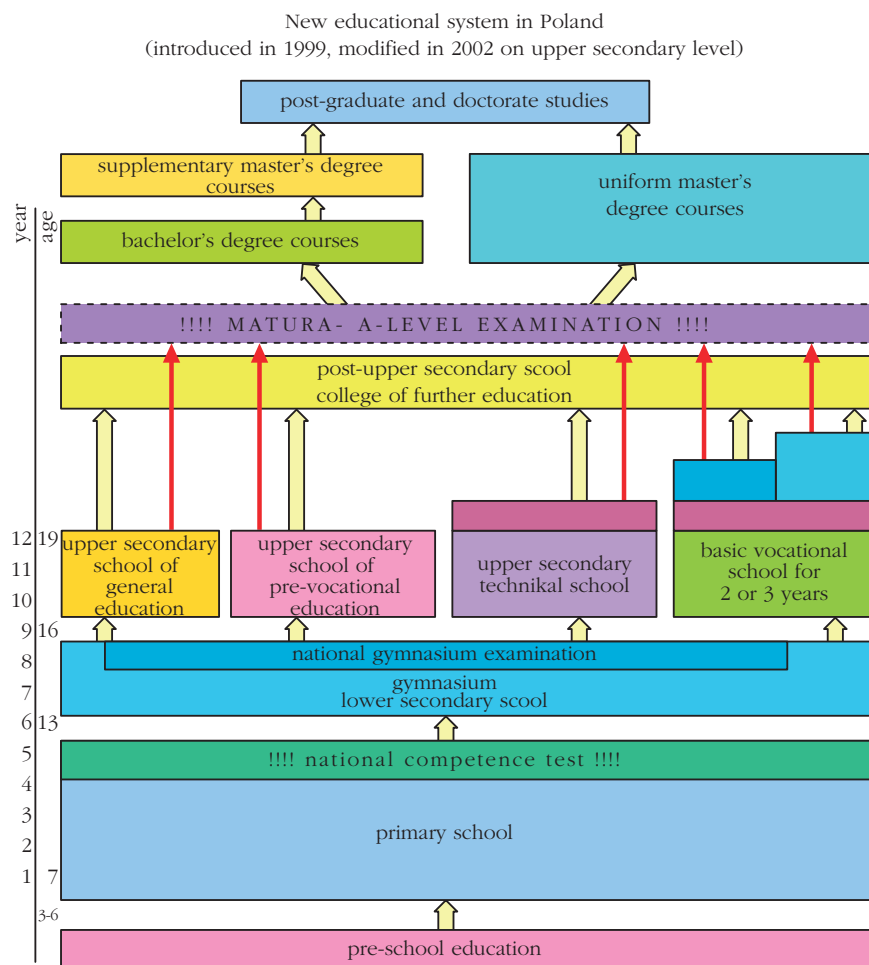 New educational system in Poland
(introduced in 1999, modified in 2002 on upper secondary level)
post-graduate and doctorate studies
supplementary master's degree
courses
uniform master's
degree courses
year
age
bachelor's degree courses
!!!! MATURA- A-LEVEL EXAMINATION !!!!
post-upper secondary scool
college of further education
12 19
11
10
9 16
8
7
6 13
5
4
3
2
1 7
3-6
upper secondary
school of
general
education
upper secondary
school of
pre-vocational
education
upper secondary
technikal school
basic vocational
school for
2 or 3 years
national gymnasium examination
gymnasium
lower secondary scool
!!!! national competence test !!!!
primary school
pre-school education